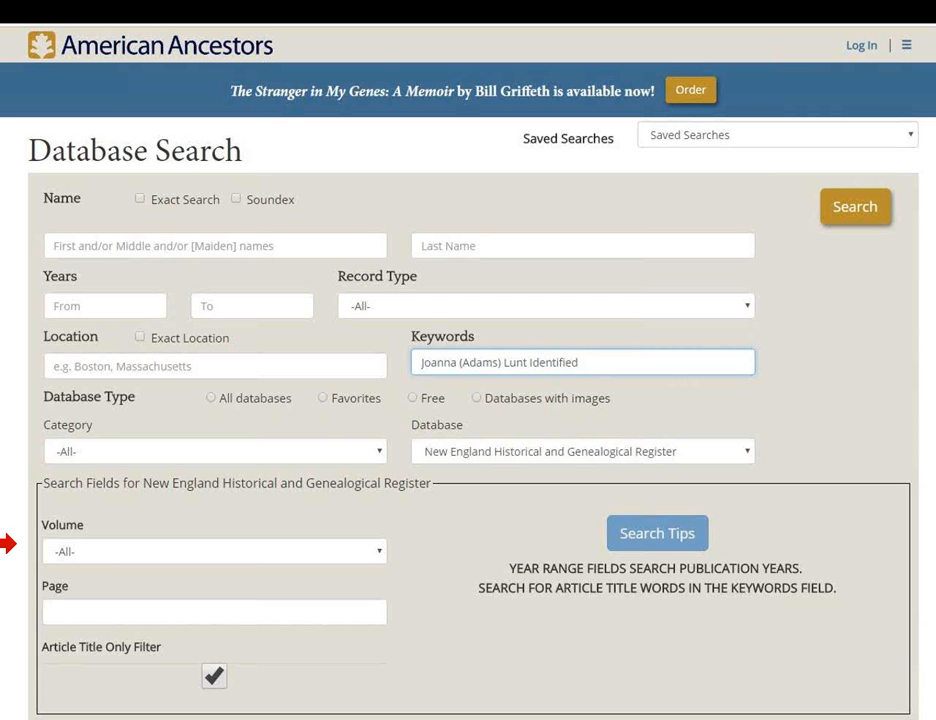 American Ancestors
Log In | ☰
The Stranger in My Genes: A Memoir by Bill Griffeth is available now! Order
Database Search
Saved Searches Saved Searches
Name Exact Search Soundex
Search
First and/or Middle and/or [Maiden] names Last Name
Years Record Type
From To -All-
Location Exact Location Keywords
e.g. Boston, Massachusetts Joanna (Adams) Lunt Identified
Database Type All databases Favorites Free Databases with images
Category Database
-All- New England Historical and Genealogical Register
Search Fields for New England Historical and Genealogical Register
Volume
-All-
Page
Article Title Only Filter
Search Tips
YEAR RANGE FIELDS SEARCH PUBLICATION YEARS.
SEARCH FOR ARTICLE TITLE WORDS IN THE KEYWORDS FIELD.